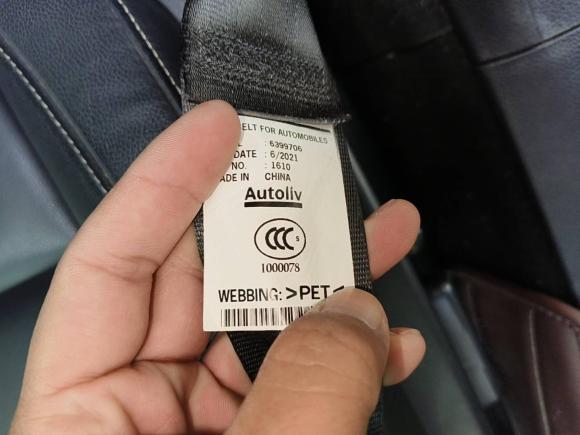 ELT FOR AUTOMOBILES
: 6399706
DATE : 6/2021
NO. : 1610
ADE IN CHINA
Autoliv
CCC S
1000078
WEBBING: >PET<